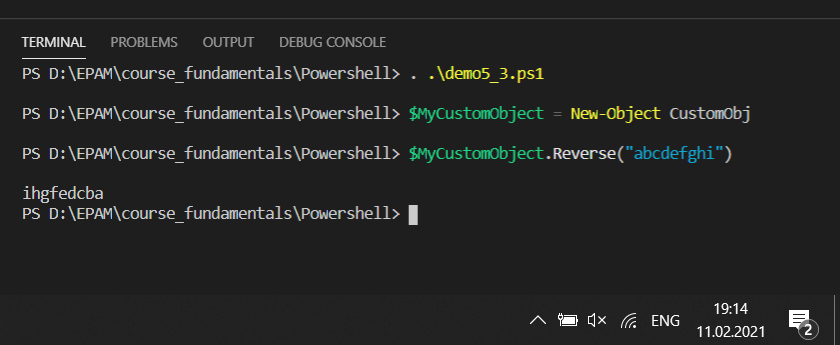 TERMINAL PROBLEMS OUTPUT DEBUG CONSOLE
PS D:\EPAM\course_fundamentals\Powershell> . .\demo5_3.ps1
PS D:\EPAM\course_fundamentals\Powershell> $MyCustomObject = New-Object CustomObj
PS D:\EPAM\course_fundamentals\Powershell> $MyCustomObject.Reverse("abcdefghi")
ihgfedcba
PS D:\EPAM\course_fundamentals\Powershell>
19:14
ENG
11.02.2021
2